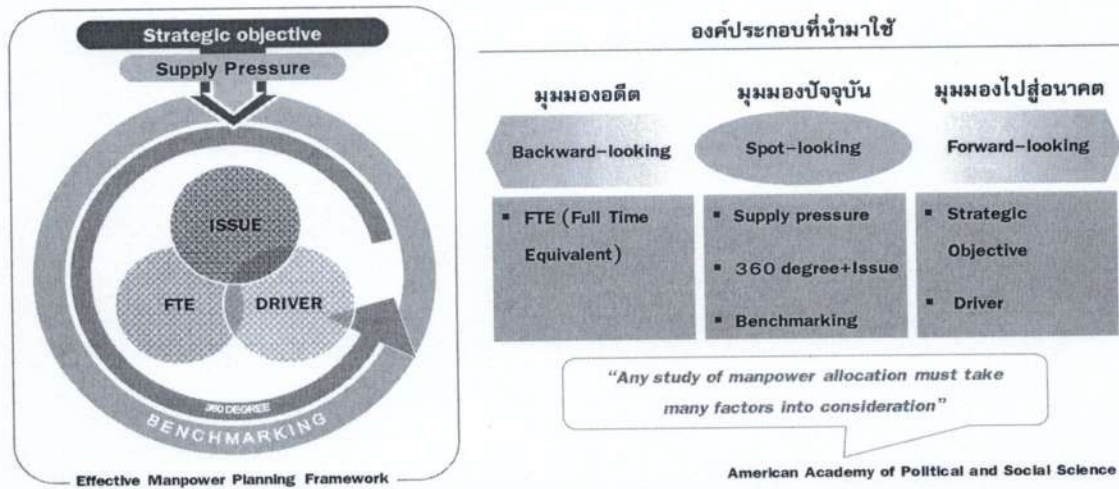 Strategic objective
Supply Pressure
ISSUE
FTE
DRIVER
360 DEGREE
BENCHMARKING
Effective Manpower Planning Framework
องค์ประกอบที่นำมาใช้
มุมมองอดีต
มุมมองปัจจุบัน
มุมมองไปสู่อนาคต
Backward-looking
Spot-looking
Forward-looking
▪ FTE (Full Time
Equivalent)
▪ Supply pressure
▪ 360 degree+Issue
▪ Benchmarking
▪ Strategic
Objective
▪ Driver
"Any study of manpower allocation must take
many factors into consideration"
American Academy of Political and Social Science